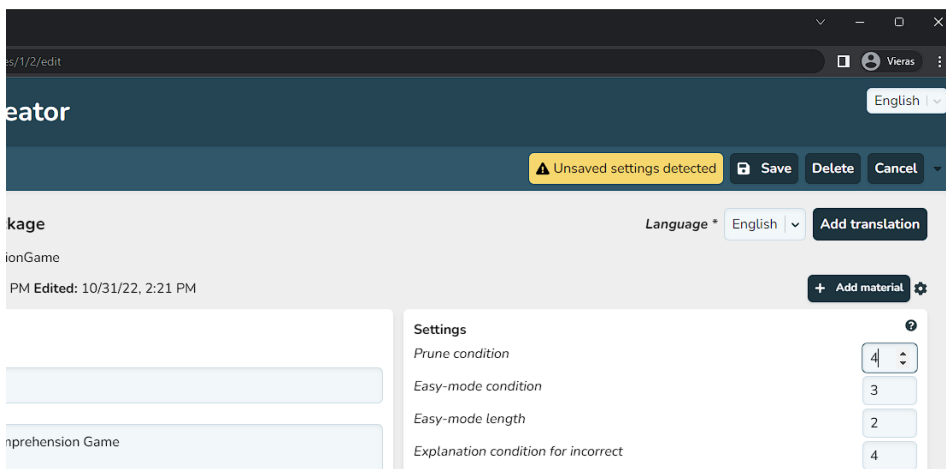 es/1/2/edit
Vieras
eator
English
Unsaved settings detected
Save
Delete
Cancel
kage
Language *
English
Add translation
ionGame
PM Edited: 10/31/22, 2:21 PM
+ Add material
Settings
Prune condition
4
Easy-mode condition
3
Easy-mode length
2
nprehension Game
Explanation condition for incorrect
4